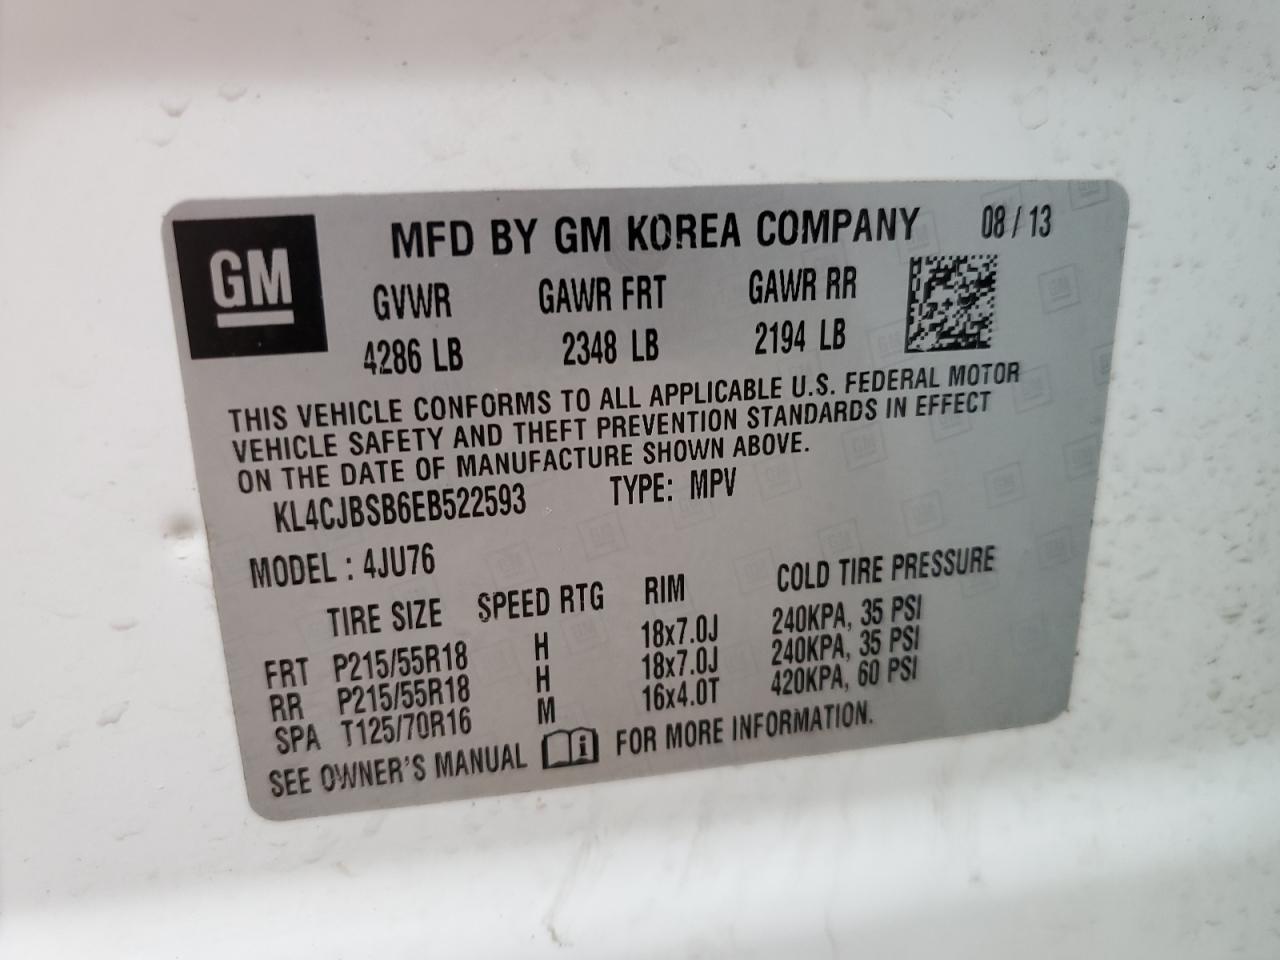 GM MFD BY GM KOREA COMPANY 08 / 13
GVWR GAWR FRT GAWR RR
4286 LB 2348 LB 2194 LB
THIS VEHICLE CONFORMS TO ALL APPLICABLE U.S. FEDERAL MOTOR
VEHICLE SAFETY AND THEFT PREVENTION STANDARDS IN EFFECT
ON THE DATE OF MANUFACTURE SHOWN ABOVE.
KL4CJBSB6EB522593 TYPE: MPV
MODEL : 4JU76
TIRE SIZE SPEED RTG RIM COLD TIRE PRESSURE
FRT P215/55R18 H 18x7.0J 240KPA, 35 PSI
RR P215/55R18 H 18x7.0J 240KPA, 35 PSI
SPA T125/70R16 M 16x4.0T 420KPA, 60 PSI
SEE OWNER'S MANUAL FOR MORE INFORMATION.